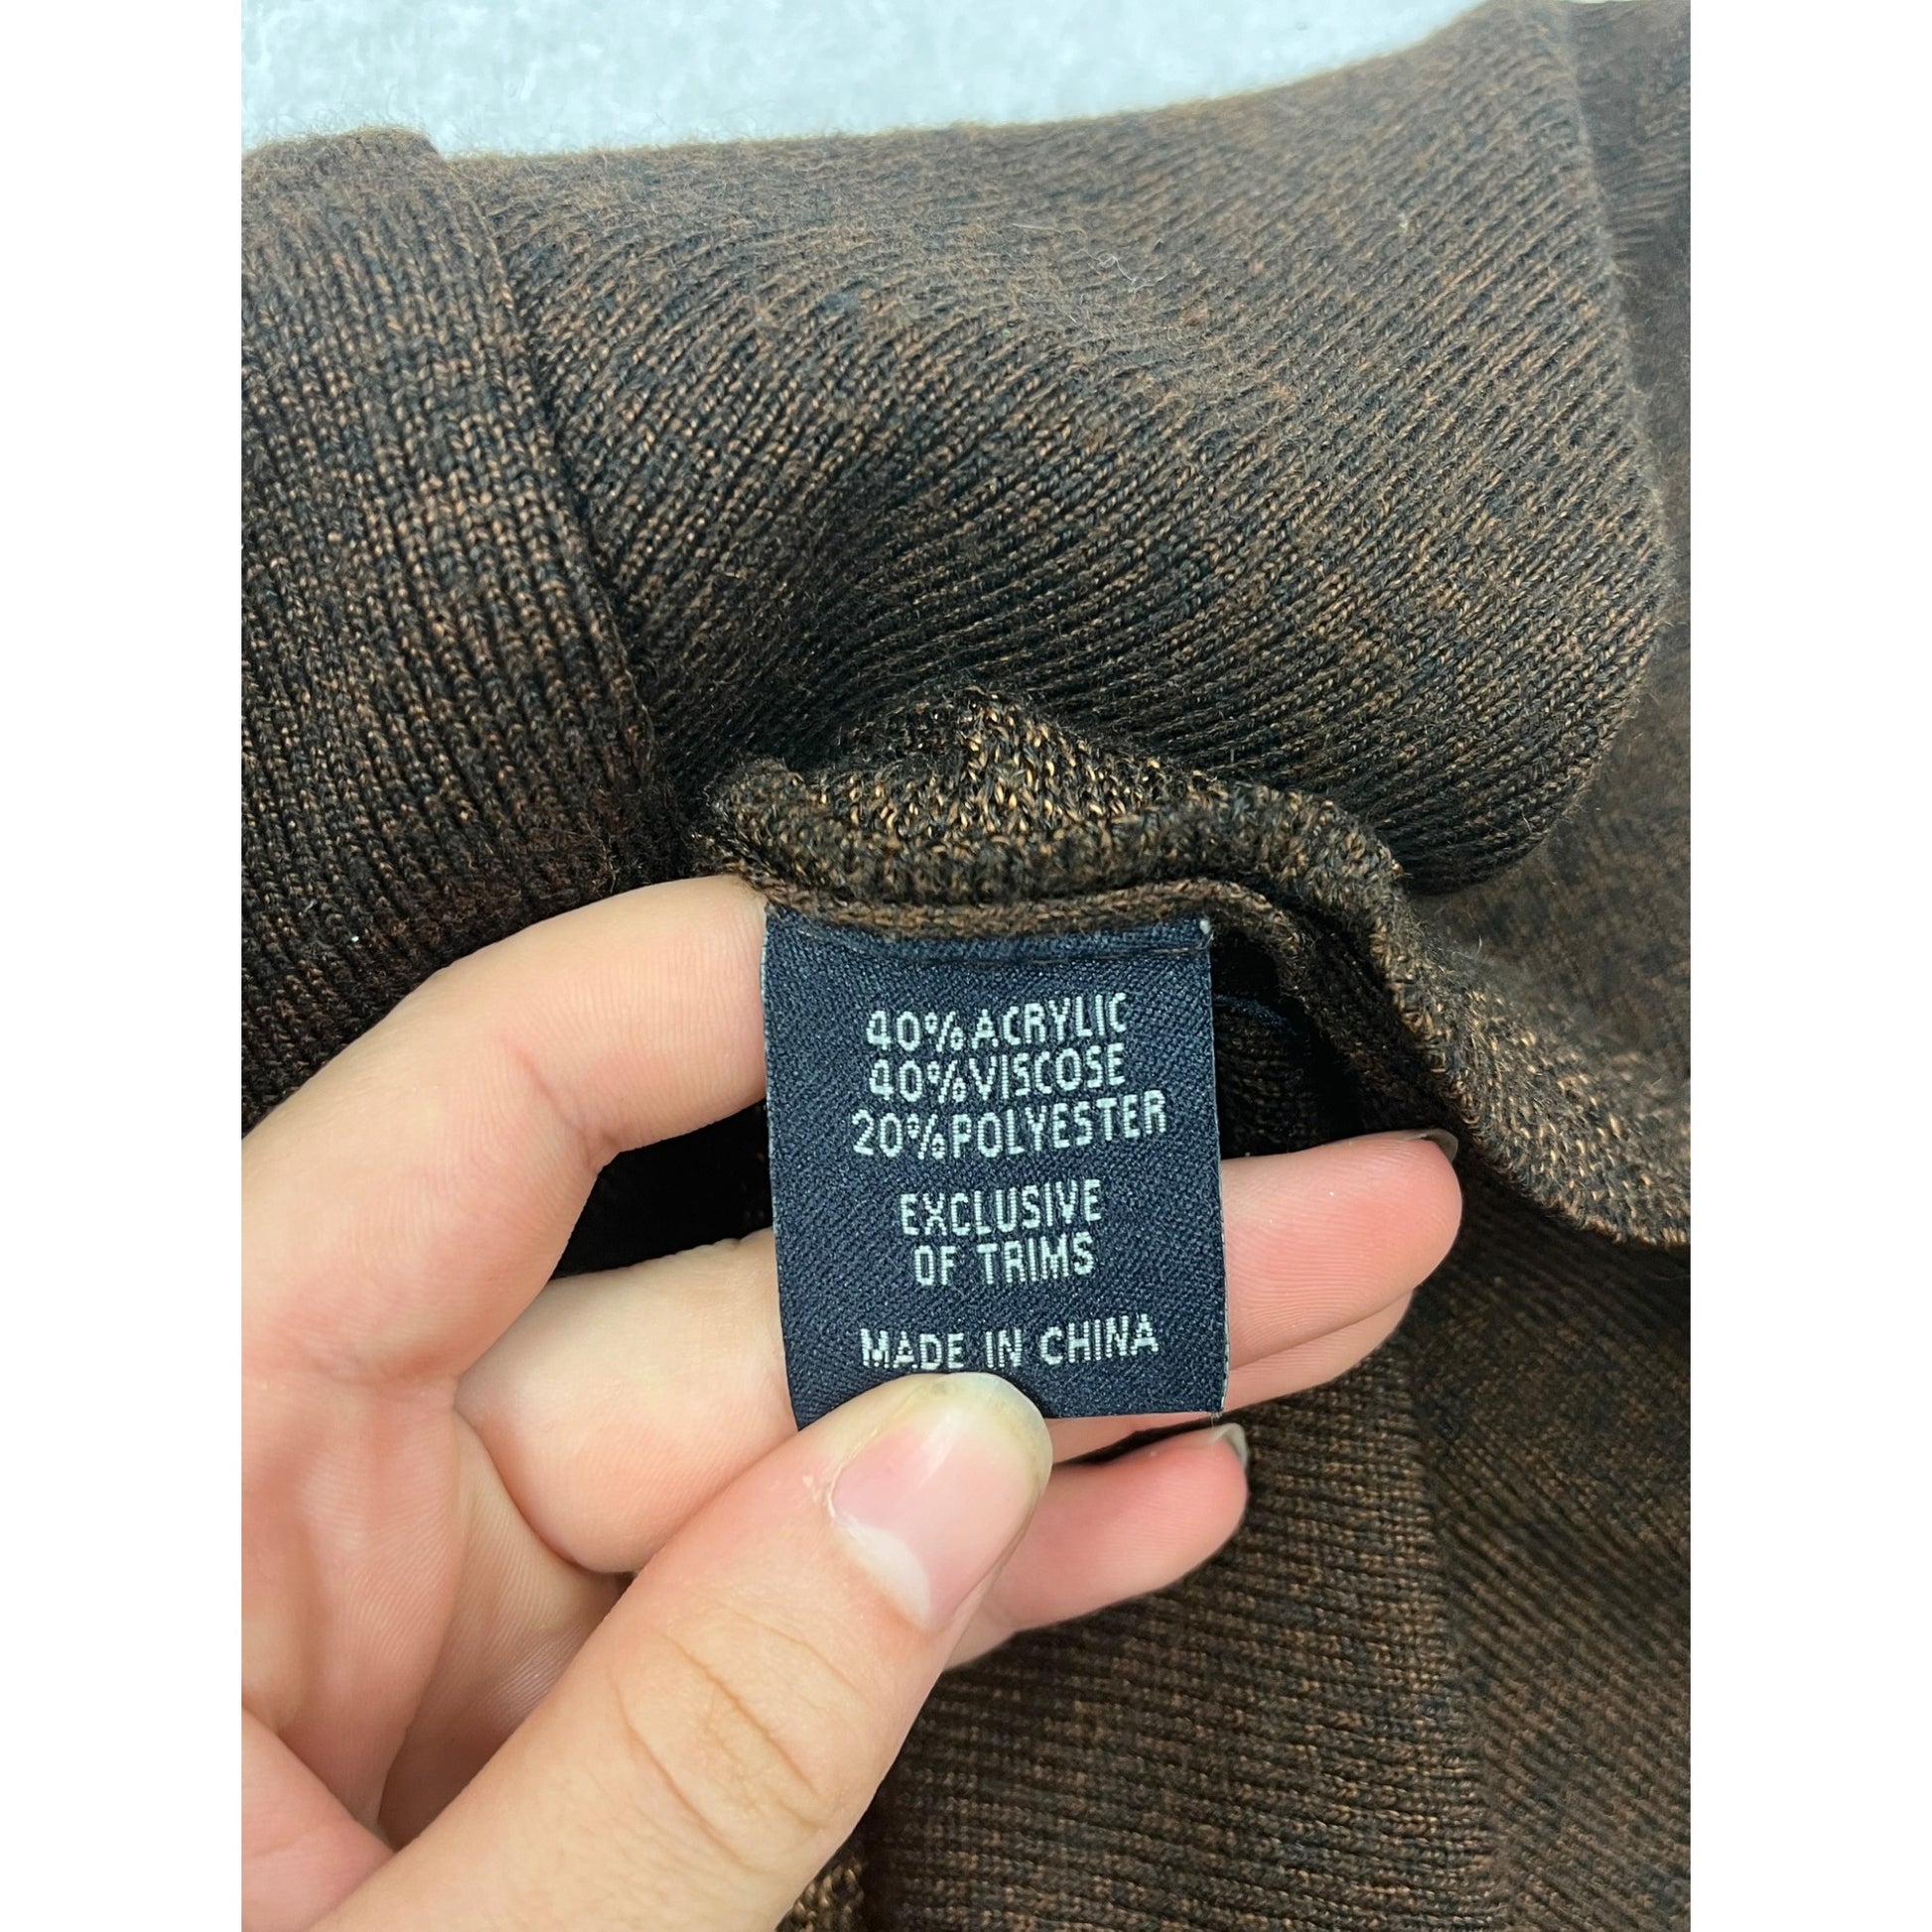 40% ACRYLIC
40% VISCOSE
20% POLYESTER
EXCLUSIVE
OF TRIMS
MADE IN CHINA